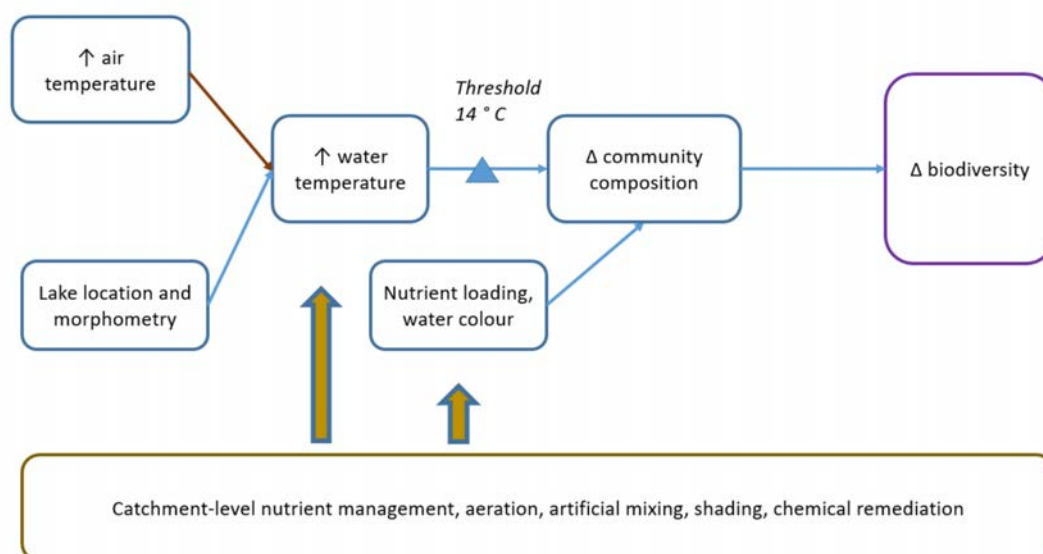 ↑ air
temperature
Threshold
14 ° C
↑ water
temperature
Δ community
composition
Δ biodiversity
Lake location and
morphometry
Nutrient loading,
water colour
Catchment-level nutrient management, aeration, artificial mixing, shading, chemical remediation